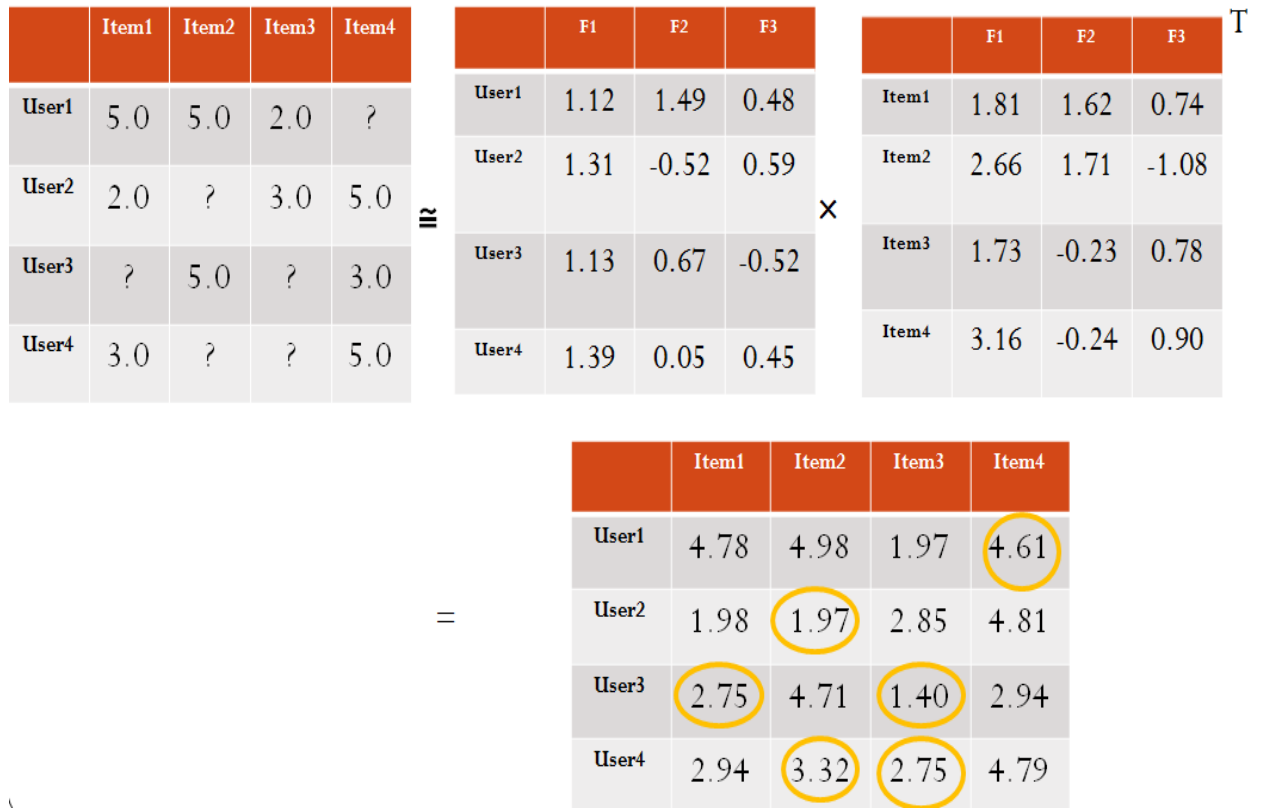 Item1 Item2 Item3 Item4
User1 5.0 5.0 2.0 ?
User2 2.0 ? 3.0 5.0
User3 ? 5.0 ? 3.0
User4 3.0 ? ? 5.0
≅
F1 F2 F3
User1 1.12 1.49 0.48
User2 1.31 -0.52 0.59
User3 1.13 0.67 -0.52
User4 1.39 0.05 0.45
×
F1 F2 F3 T
Item1 1.81 1.62 0.74
Item2 2.66 1.71 -1.08
Item3 1.73 -0.23 0.78
Item4 3.16 -0.24 0.90
=
Item1 Item2 Item3 Item4
User1 4.78 4.98 1.97 4.61
User2 1.98 1.97 2.85 4.81
User3 2.75 4.71 1.40 2.94
User4 2.94 3.32 2.75 4.79